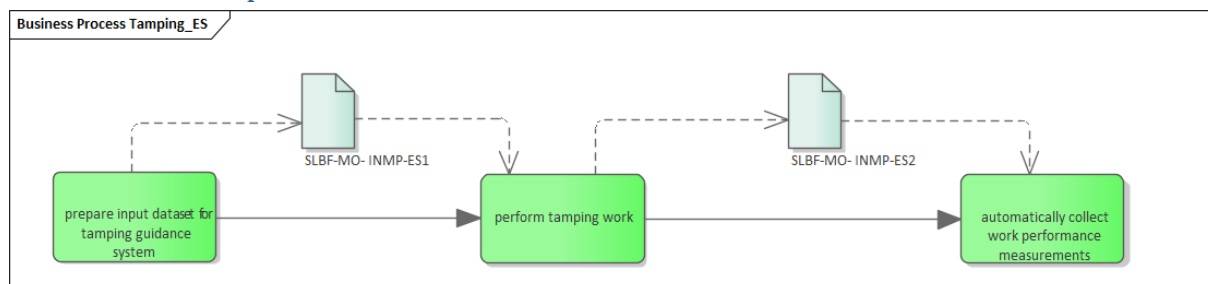 Business Process Tamping_ES
SLBF-MO- INMP-ES1
SLBF-MO- INMP-ES2
prepare input dataset for
tamping guidance
system
perform tamping work
automatically collect
work performance
measurements